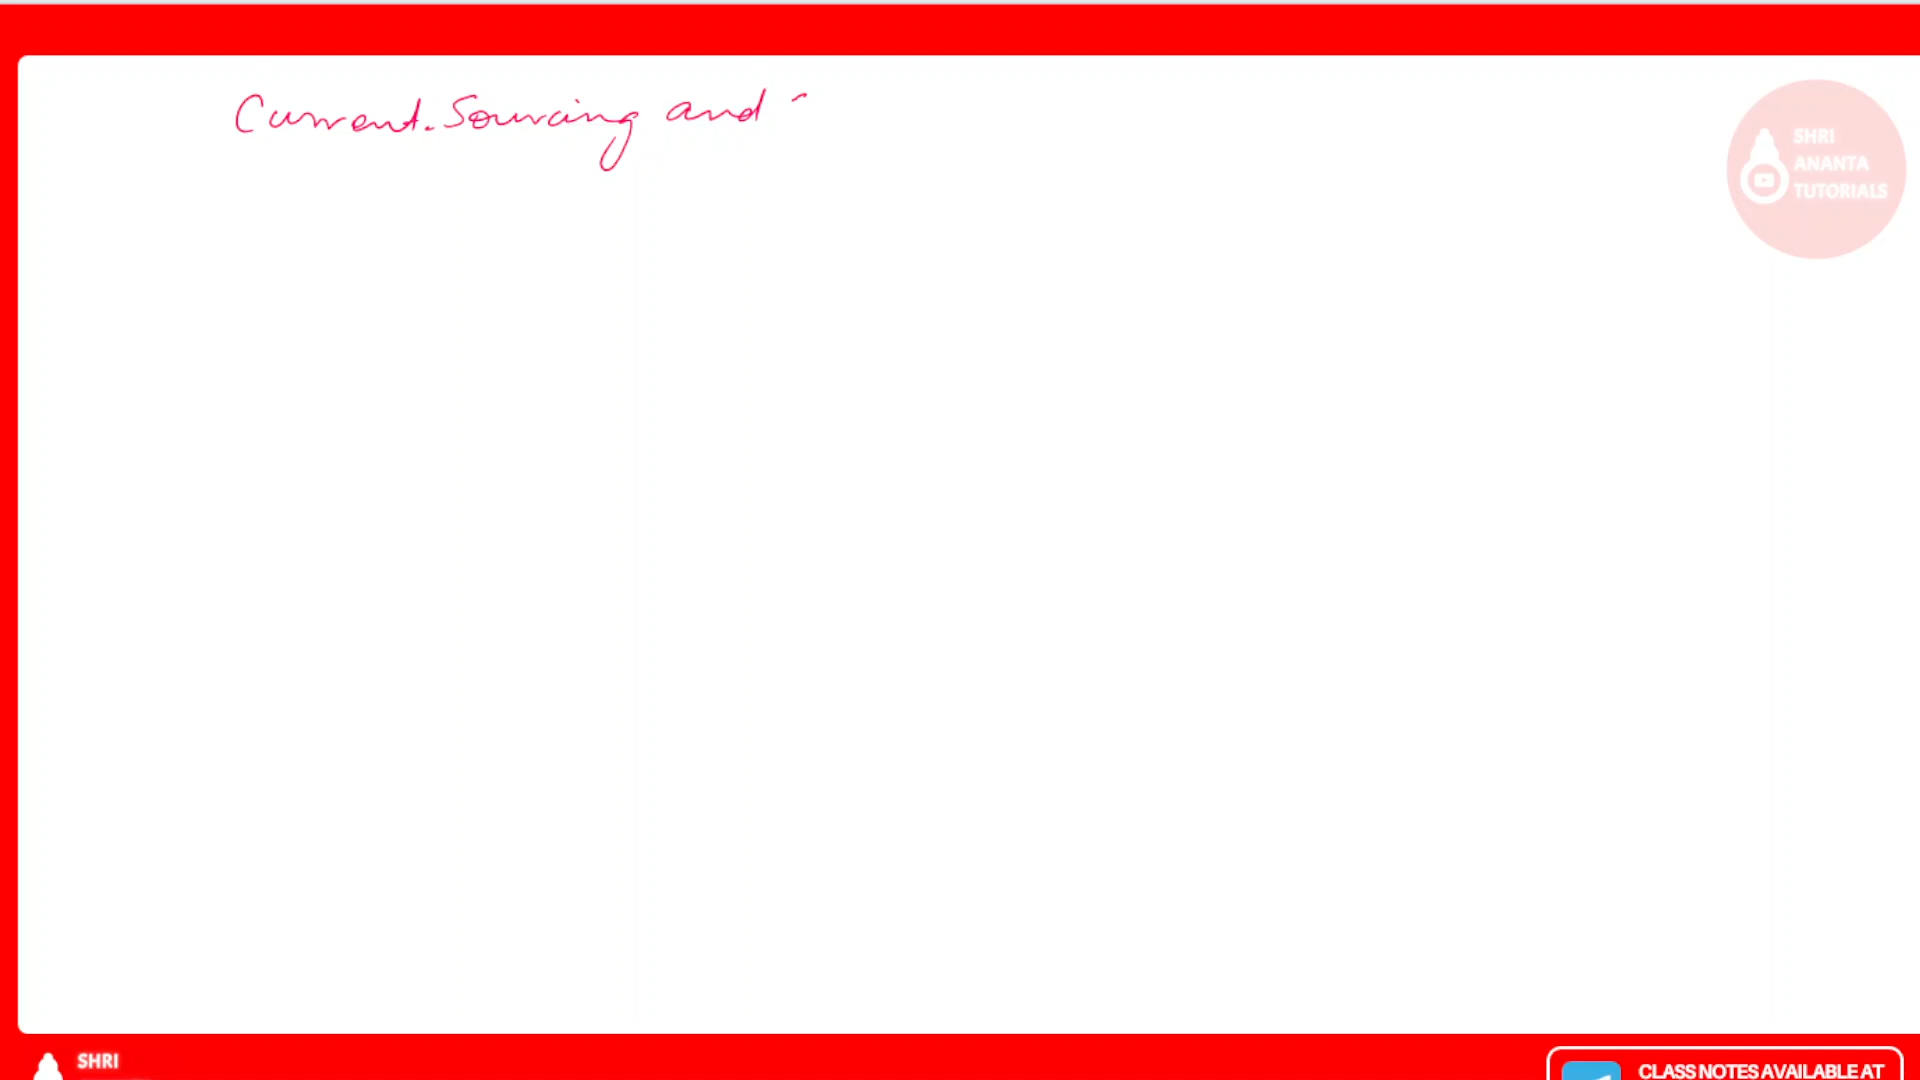 Current. Sourcing and
SHRI
ANANTA
TUTORIALS
SHRI
CLASS NOTES AVAILABLE AT